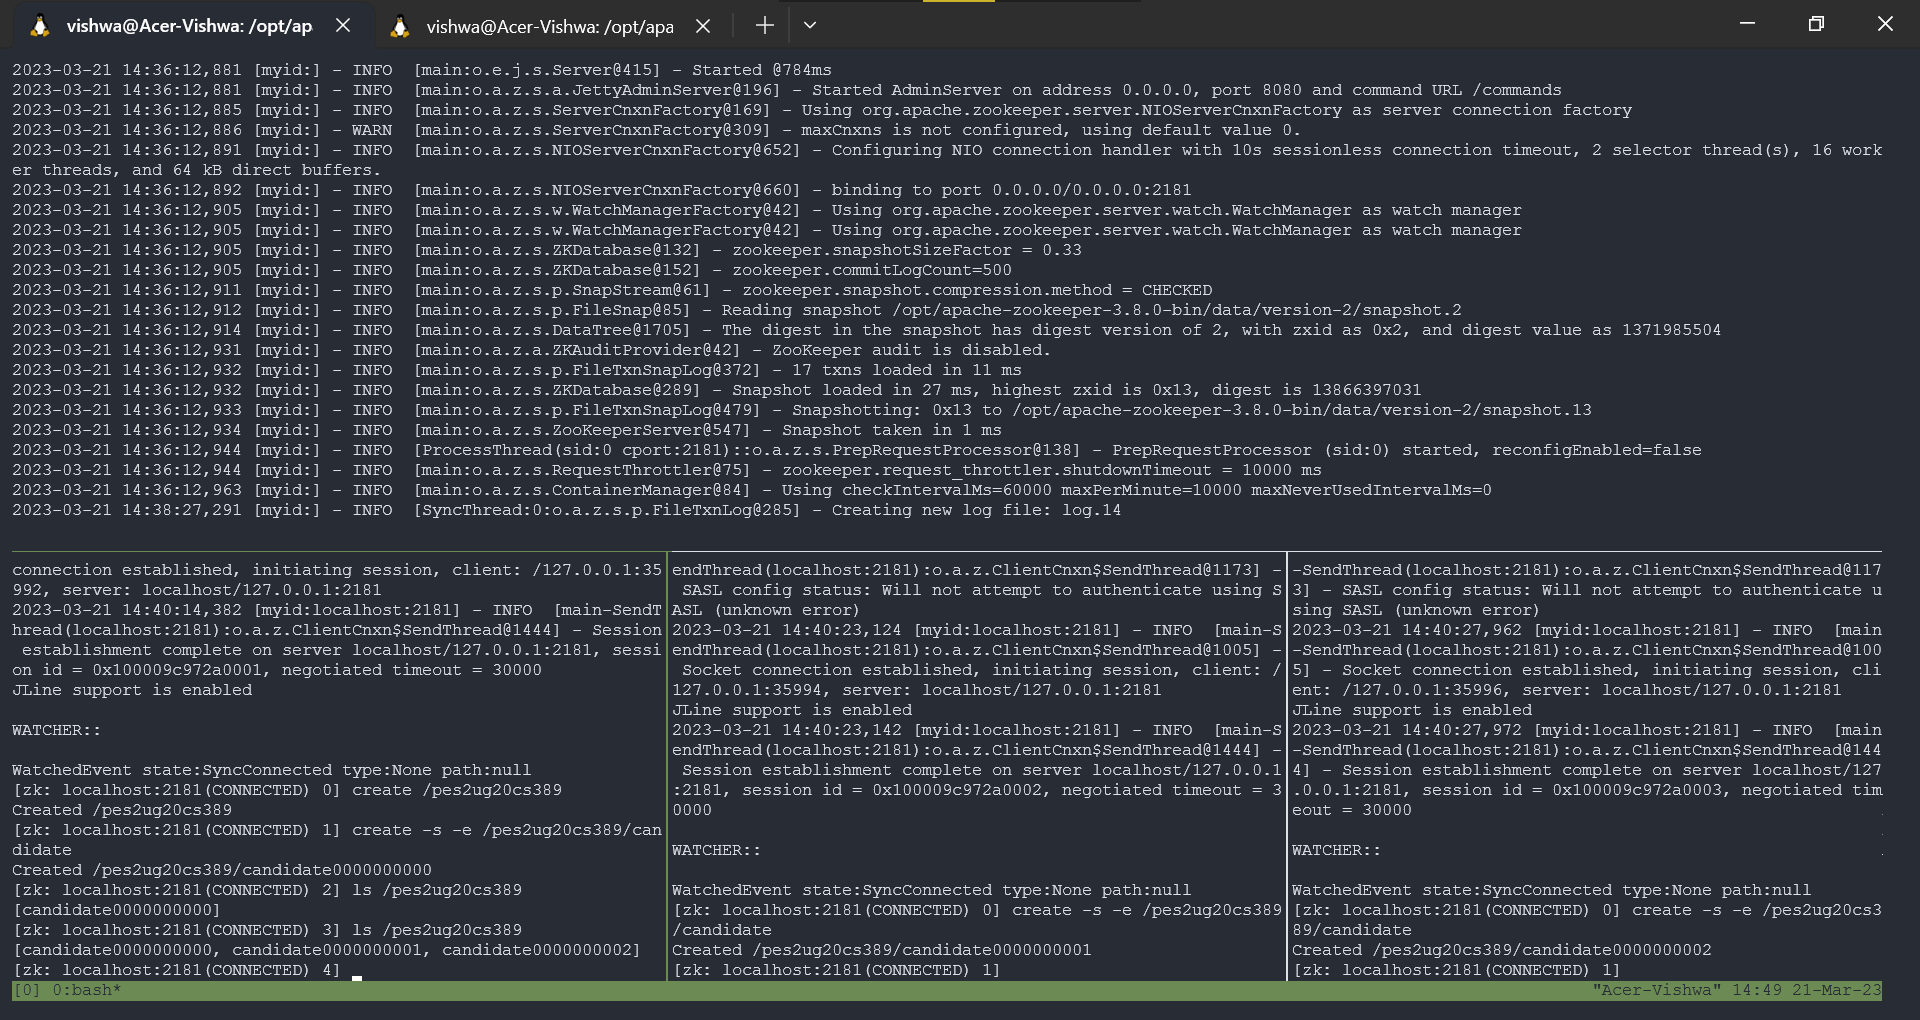 vishwa@Acer-Vishwa: /opt/ap
vishwa@Acer-Vishwa: /opt/apa
2023-03-21 14:36:12,881 [myid:] - INFO  [main:o.e.j.s.Server@415] - Started @784ms
2023-03-21 14:36:12,881 [myid:] - INFO  [main:o.a.z.s.a.JettyAdminServer@196] - Started AdminServer on address 0.0.0.0, port 8080 and command URL /commands
2023-03-21 14:36:12,885 [myid:] - INFO  [main:o.a.z.s.ServerCnxnFactory@169] - Using org.apache.zookeeper.server.NIOServerCnxnFactory as server connection factory
2023-03-21 14:36:12,886 [myid:] - WARN  [main:o.a.z.s.ServerCnxnFactory@309] - maxCnxns is not configured, using default value 0.
2023-03-21 14:36:12,891 [myid:] - INFO  [main:o.a.z.s.NIOServerCnxnFactory@652] - Configuring NIO connection handler with 10s sessionless connection timeout, 2 selector thread(s), 16 work
er threads, and 64 kB direct buffers.
2023-03-21 14:36:12,892 [myid:] - INFO  [main:o.a.z.s.NIOServerCnxnFactory@660] - binding to port 0.0.0.0/0.0.0.0:2181
2023-03-21 14:36:12,905 [myid:] - INFO  [main:o.a.z.s.w.WatchManagerFactory@42] - Using org.apache.zookeeper.server.watch.WatchManager as watch manager
2023-03-21 14:36:12,905 [myid:] - INFO  [main:o.a.z.s.w.WatchManagerFactory@42] - Using org.apache.zookeeper.server.watch.WatchManager as watch manager
2023-03-21 14:36:12,905 [myid:] - INFO  [main:o.a.z.s.ZKDatabase@132] - zookeeper.snapshotSizeFactor = 0.33
2023-03-21 14:36:12,905 [myid:] - INFO  [main:o.a.z.s.ZKDatabase@152] - zookeeper.commitLogCount=500
2023-03-21 14:36:12,911 [myid:] - INFO  [main:o.a.z.s.p.SnapStream@61] - zookeeper.snapshot.compression.method = CHECKED
2023-03-21 14:36:12,912 [myid:] - INFO  [main:o.a.z.s.p.FileSnap@85] - Reading snapshot /opt/apache-zookeeper-3.8.0-bin/data/version-2/snapshot.2
2023-03-21 14:36:12,914 [myid:] - INFO  [main:o.a.z.s.DataTree@1705] - The digest in the snapshot has digest version of 2, with zxid as 0x2, and digest value as 1371985504
2023-03-21 14:36:12,931 [myid:] - INFO  [main:o.a.z.a.ZKAuditProvider@42] - ZooKeeper audit is disabled.
2023-03-21 14:36:12,932 [myid:] - INFO  [main:o.a.z.s.p.FileTxnSnapLog@372] - 17 txns loaded in 11 ms
2023-03-21 14:36:12,932 [myid:] - INFO  [main:o.a.z.s.ZKDatabase@289] - Snapshot loaded in 27 ms, highest zxid is 0x13, digest is 13866397031
2023-03-21 14:36:12,933 [myid:] - INFO  [main:o.a.z.s.p.FileTxnSnapLog@479] - Snapshotting: 0x13 to /opt/apache-zookeeper-3.8.0-bin/data/version-2/snapshot.13
2023-03-21 14:36:12,934 [myid:] - INFO  [main:o.a.z.s.ZooKeeperServer@547] - Snapshot taken in 1 ms
2023-03-21 14:36:12,944 [myid:] - INFO  [ProcessThread(sid:0 cport:2181)::o.a.z.s.PrepRequestProcessor@138] - PrepRequestProcessor (sid:0) started, reconfigEnabled=false
2023-03-21 14:36:12,944 [myid:] - INFO  [main:o.a.z.s.RequestThrottler@75] - zookeeper.request_throttler.shutdownTimeout = 10000 ms
2023-03-21 14:36:12,963 [myid:] - INFO  [main:o.a.z.s.ContainerManager@84] - Using checkIntervalMs=60000 maxPerMinute=10000 maxNeverUsedIntervalMs=0
2023-03-21 14:38:27,291 [myid:] - INFO  [SyncThread:0:o.a.z.s.p.FileTxnLog@285] - Creating new log file: log.14
connection established, initiating session, client: /127.0.0.1:35
992, server: localhost/127.0.0.1:2181
2023-03-21 14:40:14,382 [myid:localhost:2181] - INFO  [main-SendT
hread(localhost:2181):o.a.z.ClientCnxn$SendThread@1444] - Session
 establishment complete on server localhost/127.0.0.1:2181, sessi
on id = 0x100009c972a0001, negotiated timeout = 30000
JLine support is enabled
WATCHER::
WatchedEvent state:SyncConnected type:None path:null
[zk: localhost:2181(CONNECTED) 0] create /pes2ug20cs389
Created /pes2ug20cs389
[zk: localhost:2181(CONNECTED) 1] create -s -e /pes2ug20cs389/can
didate
Created /pes2ug20cs389/candidate0000000000
[zk: localhost:2181(CONNECTED) 2] ls /pes2ug20cs389
[candidate0000000000]
[zk: localhost:2181(CONNECTED) 3] ls /pes2ug20cs389
[candidate0000000000, candidate0000000001, candidate0000000002]
[zk: localhost:2181(CONNECTED) 4]
endThread(localhost:2181):o.a.z.ClientCnxn$SendThread@1173] -
 SASL config status: Will not attempt to authenticate using S
ASL (unknown error)
2023-03-21 14:40:23,124 [myid:localhost:2181] - INFO  [main-S
endThread(localhost:2181):o.a.z.ClientCnxn$SendThread@1005] -
 Socket connection established, initiating session, client: /
127.0.0.1:35994, server: localhost/127.0.0.1:2181
JLine support is enabled
2023-03-21 14:40:23,142 [myid:localhost:2181] - INFO  [main-S
endThread(localhost:2181):o.a.z.ClientCnxn$SendThread@1444] -
 Session establishment complete on server localhost/127.0.0.1
:2181, session id = 0x100009c972a0002, negotiated timeout = 3
0000
WATCHER::
WatchedEvent state:SyncConnected type:None path:null
[zk: localhost:2181(CONNECTED) 0] create -s -e /pes2ug20cs389
/candidate
Created /pes2ug20cs389/candidate0000000001
[zk: localhost:2181(CONNECTED) 1]
-SendThread(localhost:2181):o.a.z.ClientCnxn$SendThread@117
3] - SASL config status: Will not attempt to authenticate u
sing SASL (unknown error)
2023-03-21 14:40:27,962 [myid:localhost:2181] - INFO  [main
-SendThread(localhost:2181):o.a.z.ClientCnxn$SendThread@100
5] - Socket connection established, initiating session, cli
ent: /127.0.0.1:35996, server: localhost/127.0.0.1:2181
JLine support is enabled
2023-03-21 14:40:27,972 [myid:localhost:2181] - INFO  [main
-SendThread(localhost:2181):o.a.z.ClientCnxn$SendThread@144
4] - Session establishment complete on server localhost/127
.0.0.1:2181, session id = 0x100009c972a0003, negotiated tim
eout = 30000
WATCHER::
WatchedEvent state:SyncConnected type:None path:null
[zk: localhost:2181(CONNECTED) 0] create -s -e /pes2ug20cs3
89/candidate
Created /pes2ug20cs389/candidate0000000002
[zk: localhost:2181(CONNECTED) 1]
[0] 0:bash*
"Acer-Vishwa" 14:49 21-Mar-23